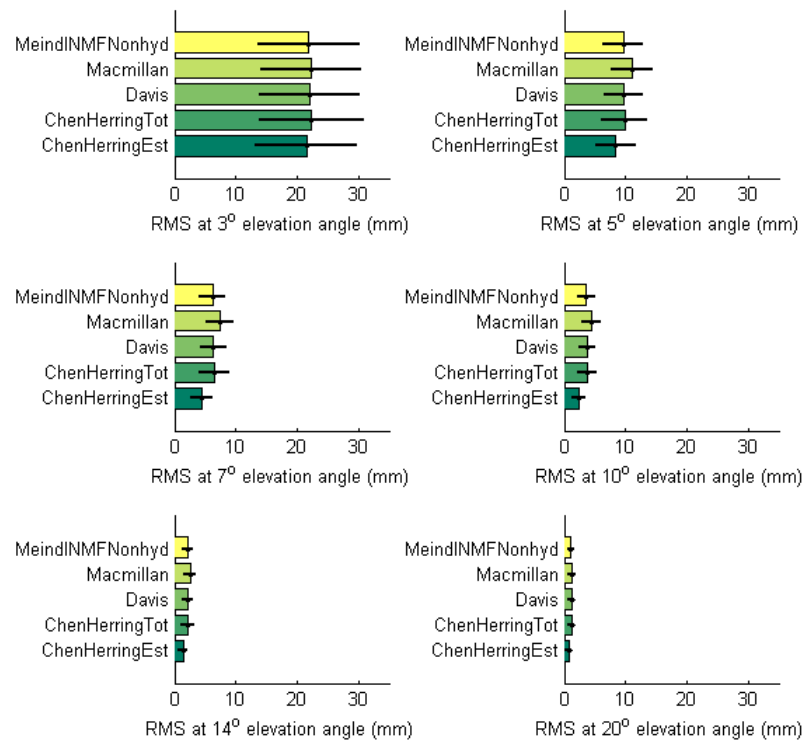 MeindlNMFNonhyd
Macmillan
Davis
ChenHerringTot
ChenHerringEst
0 10 20 30
RMS at 3° elevation angle (mm)
MeindlNMFNonhyd
Macmillan
Davis
ChenHerringTot
ChenHerringEst
0 10 20 30
RMS at 5° elevation angle (mm)
MeindlNMFNonhyd
Macmillan
Davis
ChenHerringTot
ChenHerringEst
0 10 20 30
RMS at 7° elevation angle (mm)
MeindlNMFNonhyd
Macmillan
Davis
ChenHerringTot
ChenHerringEst
0 10 20 30
RMS at 10° elevation angle (mm)
MeindlNMFNonhyd
Macmillan
Davis
ChenHerringTot
ChenHerringEst
0 10 20 30
RMS at 14° elevation angle (mm)
MeindlNMFNonhyd
Macmillan
Davis
ChenHerringTot
ChenHerringEst
0 10 20 30
RMS at 20° elevation angle (mm)